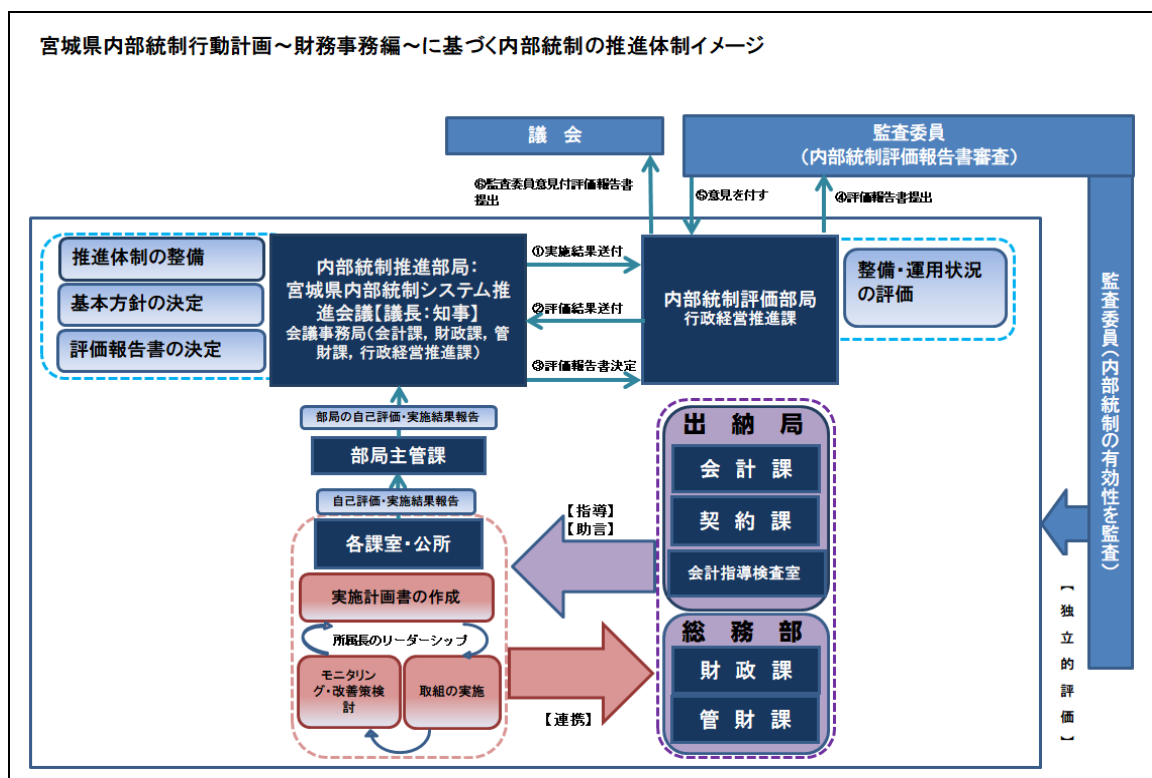 宮城県内部統制行動計画～財務事務編～に基づく内部統制の推進体制イメージ
議 会
監査委員
（内部統制評価報告書審査）
⑥監査委員意見付評価報告書
提出
⑤意見を付す
④評価報告書提出
推進体制の整備
基本方針の決定
評価報告書の決定
内部統制推進部局：
宮城県内部統制システム推
進会議【議長：知事】
会議事務局（会計課，財政課，管
財課，行政経営推進課）
①実施結果送付
②評価結果送付
③評価報告書決定
内部統制評価部局
行政経営推進課
整備・運用状況
の評価
監査委員（内部統制の有効性を監査）
【独立的評価】
部局の自己評価・実施結果報告
部局主管課
自己評価・実施結果報告
各課室・公所
実施計画書の作成
所属長のリーダーシップ
モニタリン
グ・改善策検
討
取組の実施
【指導】
【助言】
【連携】
出 納 局
会 計 課
契 約 課
会計指導検査室
総 務 部
財 政 課
管 財 課